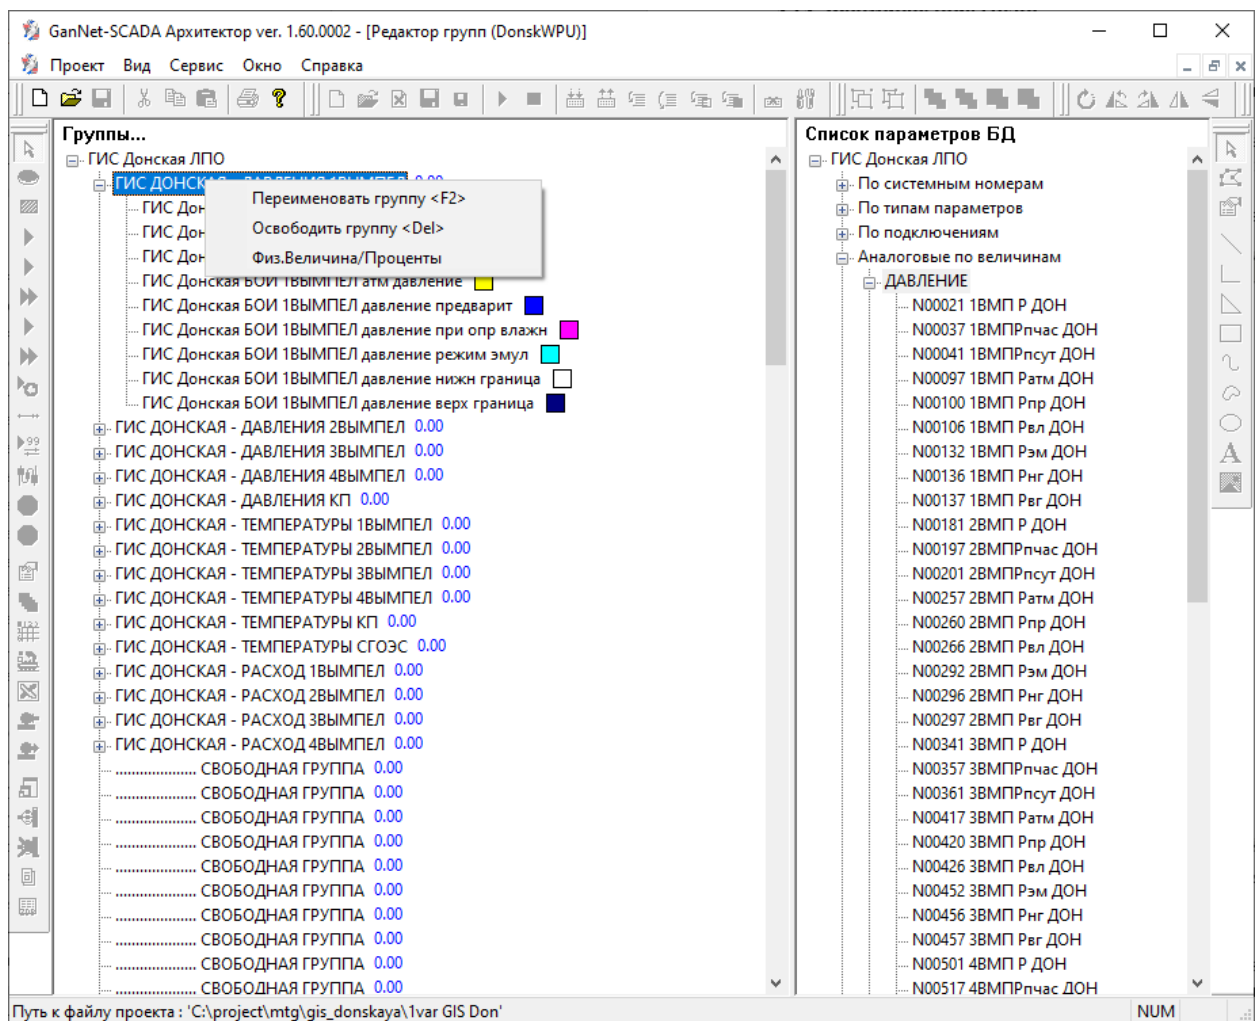 GanNet-SCADA Архитектор ver. 1.60.0002 - [Редактор групп (DonskWPU)]
Проект Вид Сервис Окно Справка
Группы...
ГИС Донская ЛПО
ГИС ДОНСК 0.00
Переименовать группу <F2>
Освободить группу <Del>
Физ.Величина/Проценты
ГИС Дон
ГИС Дон
ГИС Дон
ГИС Донская БОИ 1ВЫМПЕЛ атм давление
ГИС Донская БОИ 1ВЫМПЕЛ давление предварит
ГИС Донская БОИ 1ВЫМПЕЛ давление при опр влажн
ГИС Донская БОИ 1ВЫМПЕЛ давление режим эмул
ГИС Донская БОИ 1ВЫМПЕЛ давление нижн граница
ГИС Донская БОИ 1ВЫМПЕЛ давление верх граница
ГИС ДОНСКАЯ - ДАВЛЕНИЯ 2ВЫМПЕЛ 0.00
ГИС ДОНСКАЯ - ДАВЛЕНИЯ 3ВЫМПЕЛ 0.00
ГИС ДОНСКАЯ - ДАВЛЕНИЯ 4ВЫМПЕЛ 0.00
ГИС ДОНСКАЯ - ДАВЛЕНИЯ КП 0.00
ГИС ДОНСКАЯ - ТЕМПЕРАТУРЫ 1ВЫМПЕЛ 0.00
ГИС ДОНСКАЯ - ТЕМПЕРАТУРЫ 2ВЫМПЕЛ 0.00
ГИС ДОНСКАЯ - ТЕМПЕРАТУРЫ 3ВЫМПЕЛ 0.00
ГИС ДОНСКАЯ - ТЕМПЕРАТУРЫ 4ВЫМПЕЛ 0.00
ГИС ДОНСКАЯ - ТЕМПЕРАТУРЫ КП 0.00
ГИС ДОНСКАЯ - ТЕМПЕРАТУРЫ СГОЭС 0.00
ГИС ДОНСКАЯ - РАСХОД 1ВЫМПЕЛ 0.00
ГИС ДОНСКАЯ - РАСХОД 2ВЫМПЕЛ 0.00
ГИС ДОНСКАЯ - РАСХОД 3ВЫМПЕЛ 0.00
ГИС ДОНСКАЯ - РАСХОД 4ВЫМПЕЛ 0.00
.................... СВОБОДНАЯ ГРУППА 0.00
.................... СВОБОДНАЯ ГРУППА 0.00
.................... СВОБОДНАЯ ГРУППА 0.00
.................... СВОБОДНАЯ ГРУППА 0.00
.................... СВОБОДНАЯ ГРУППА 0.00
.................... СВОБОДНАЯ ГРУППА 0.00
.................... СВОБОДНАЯ ГРУППА 0.00
.................... СВОБОДНАЯ ГРУППА 0.00
.................... СВОБОДНАЯ ГРУППА 0.00
.................... СВОБОДНАЯ ГРУППА 0.00
Список параметров БД
ГИС Донская ЛПО
По системным номерам
По типам параметров
По подключениям
Аналоговые по величинам
ДАВЛЕНИЕ
N00021 1ВМП Р ДОН
N00037 1ВМПРпчас ДОН
N00041 1ВМПРпсут ДОН
N00097 1ВМП Ратм ДОН
N00100 1ВМП Рпр ДОН
N00106 1ВМП Рвл ДОН
N00132 1ВМП Рэм ДОН
N00136 1ВМП Рнг ДОН
N00137 1ВМП Рвг ДОН
N00181 2ВМП Р ДОН
N00197 2ВМПРпчас ДОН
N00201 2ВМПРпсут ДОН
N00257 2ВМП Ратм ДОН
N00260 2ВМП Рпр ДОН
N00266 2ВМП Рвл ДОН
N00292 2ВМП Рэм ДОН
N00296 2ВМП Рнг ДОН
N00297 2ВМП Рвг ДОН
N00341 3ВМП Р ДОН
N00357 3ВМПРпчас ДОН
N00361 3ВМПРпсут ДОН
N00417 3ВМП Ратм ДОН
N00420 3ВМП Рпр ДОН
N00426 3ВМП Рвл ДОН
N00452 3ВМП Рэм ДОН
N00456 3ВМП Рнг ДОН
N00457 3ВМП Рвг ДОН
N00501 4ВМП Р ДОН
N00517 4ВМПРпчас ДОН
Путь к файлу проекта : 'C:\project\mtg\gis_donskaya\1var GIS Don'
NUM